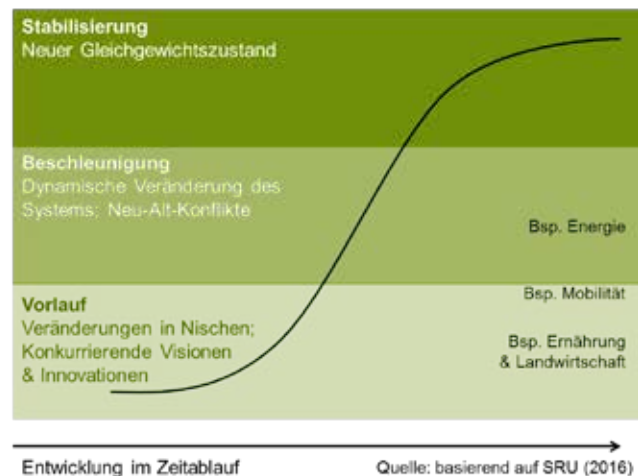 Stabilisierung
Neuer Gleichgewichtszustand
Beschleunigung
Dynamische Veränderung des
Systems; Neu-Alt-Konflikte
Bsp. Energie
Bsp. Mobilität
Vorlauf
Veränderungen in Nischen;
Konkurrierende Visionen
& Innovationen
Bsp. Ernährung
& Landwirtschaft
Entwicklung im Zeitablauf
Quelle: basierend auf SRU (2016)